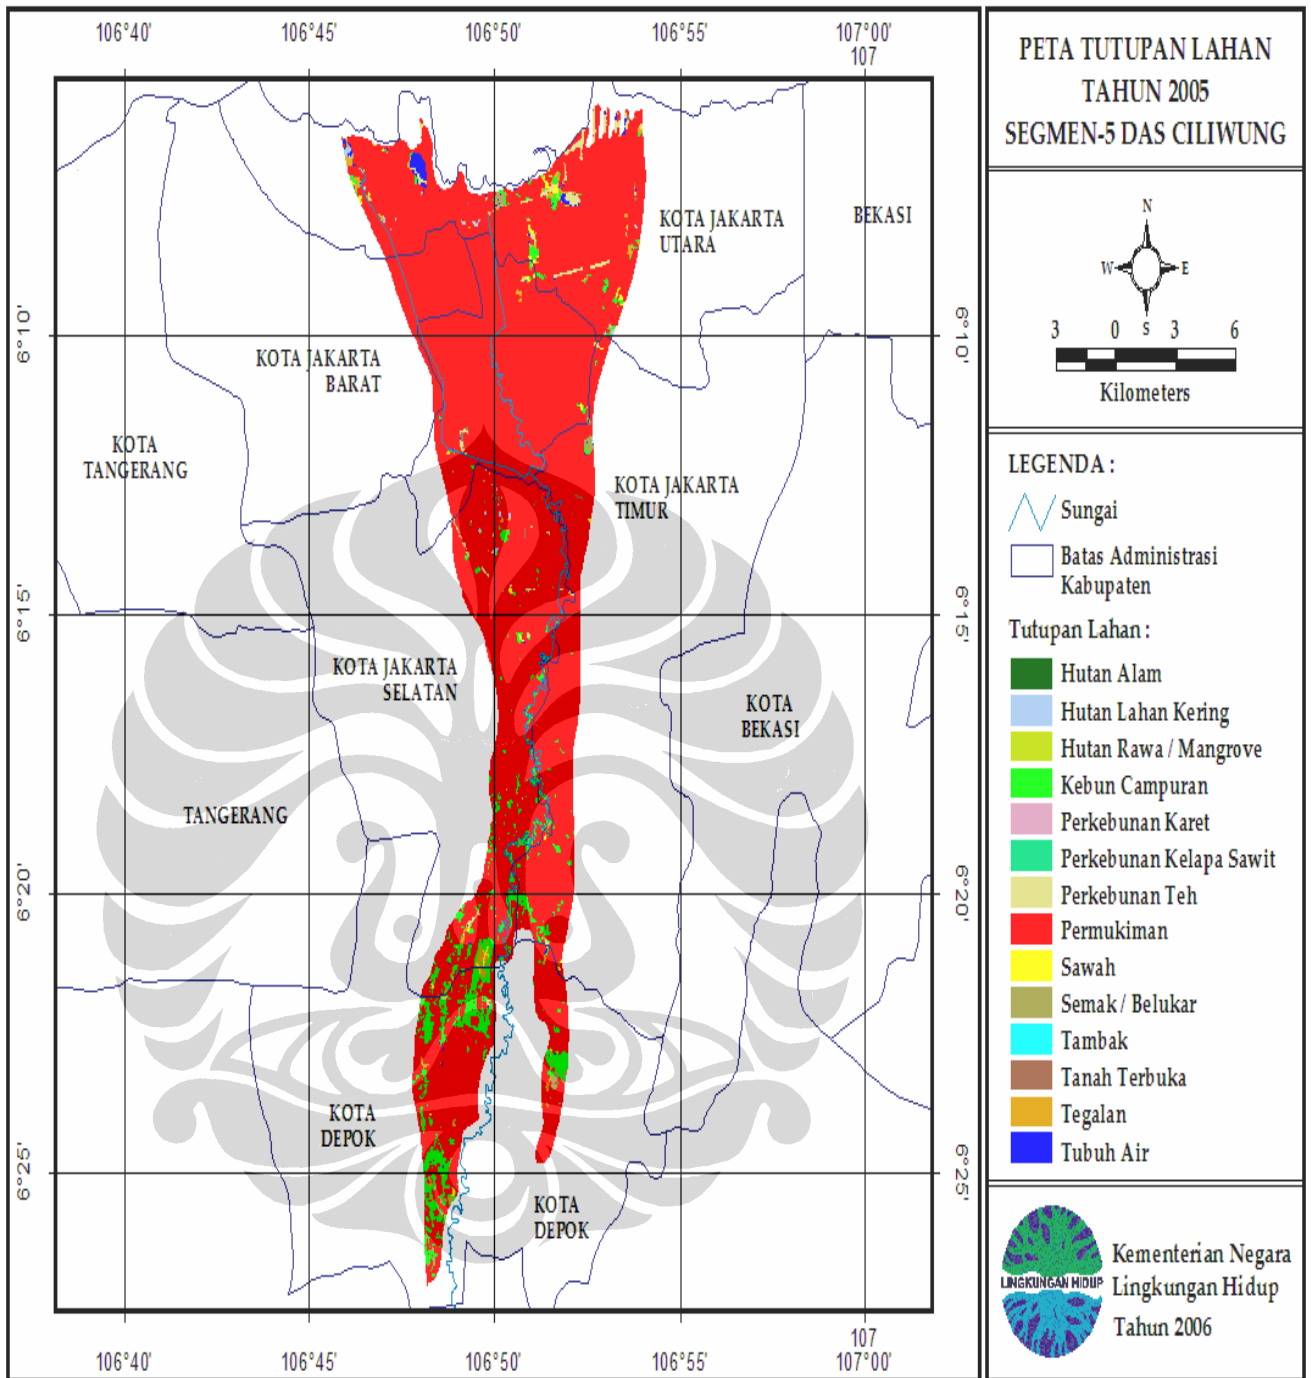 106°40' 106°45' 106°50' 106°55' 107°00'
107
6°10'
6°15'
6°20'
6°25'
6°10'
6°15'
6°20'
6°25'
KOTA JAKARTA
UTARA
BEKASI
KOTA JAKARTA
BARAT
KOTA
TANGERANG
KOTA JAKARTA
TIMUR
KOTA JAKARTA
SELATAN
KOTA
BEKASI
TANGERANG
KOTA
DEPOK
KOTA
DEPOK
107
106°40' 106°45' 106°50' 106°55' 107°00'
PETA TUTUPAN LAHAN
TAHUN 2005
SEGMEN-5 DAS CILIWUNG
N
W E
S
3 0 3 6
Kilometers
LEGENDA :
Sungai
Batas Administrasi
Kabupaten
Tutupan Lahan :
Hutan Alam
Hutan Lahan Kering
Hutan Rawa / Mangrove
Kebun Campuran
Perkebunan Karet
Perkebunan Kelapa Sawit
Perkebunan Teh
Permukiman
Sawah
Semak / Belukar
Tambak
Tanah Terbuka
Tegalan
Tubuh Air
LINGKUNGAN HIDUP
Kementerian Negara
Lingkungan Hidup
Tahun 2006